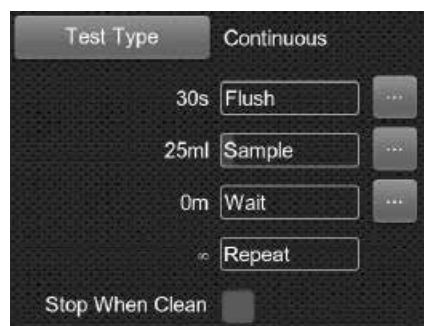 Test Type Continuous
30s Flush ...
25ml Sample ...
0m Wait ...
∞ Repeat
Stop When Clean